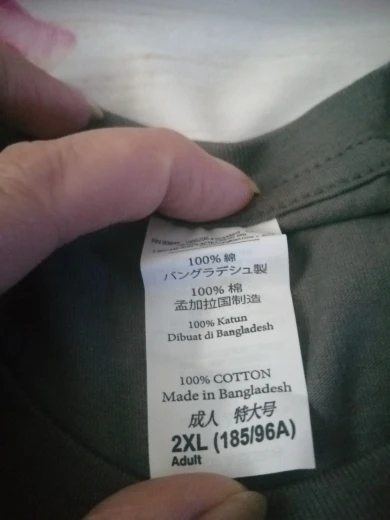 100% 綿
バングラデシュ製
100% 棉
孟加拉国制造
100% Katun
Dibuat di Bangladesh
100% COTTON
Made in Bangladesh
成人 特大号
2XL (185/96A)
Adult